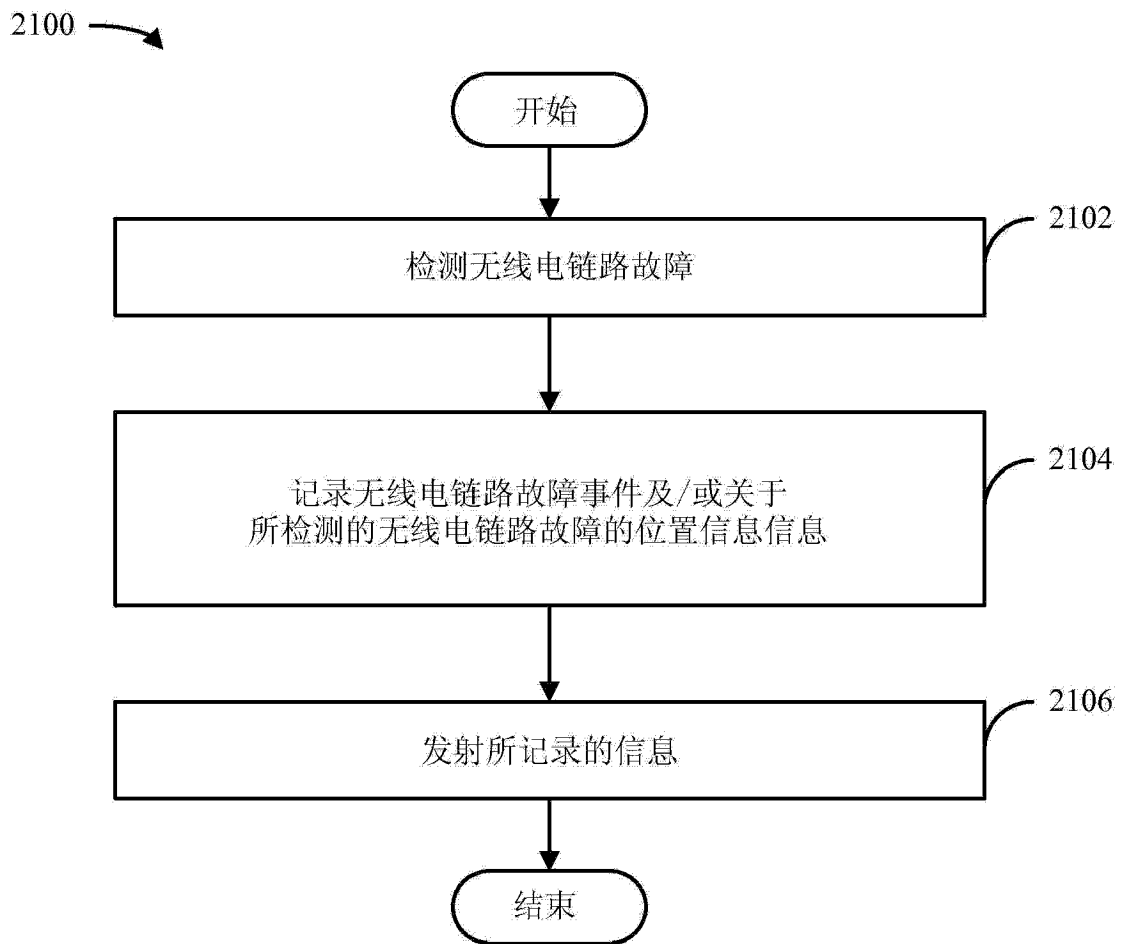 2100
开始
2102
检测无线电链路故障
2104
记录无线电链路故障事件及/或关于
所检测的无线电链路故障的位置信息信息
2106
发射所记录的信息
结束